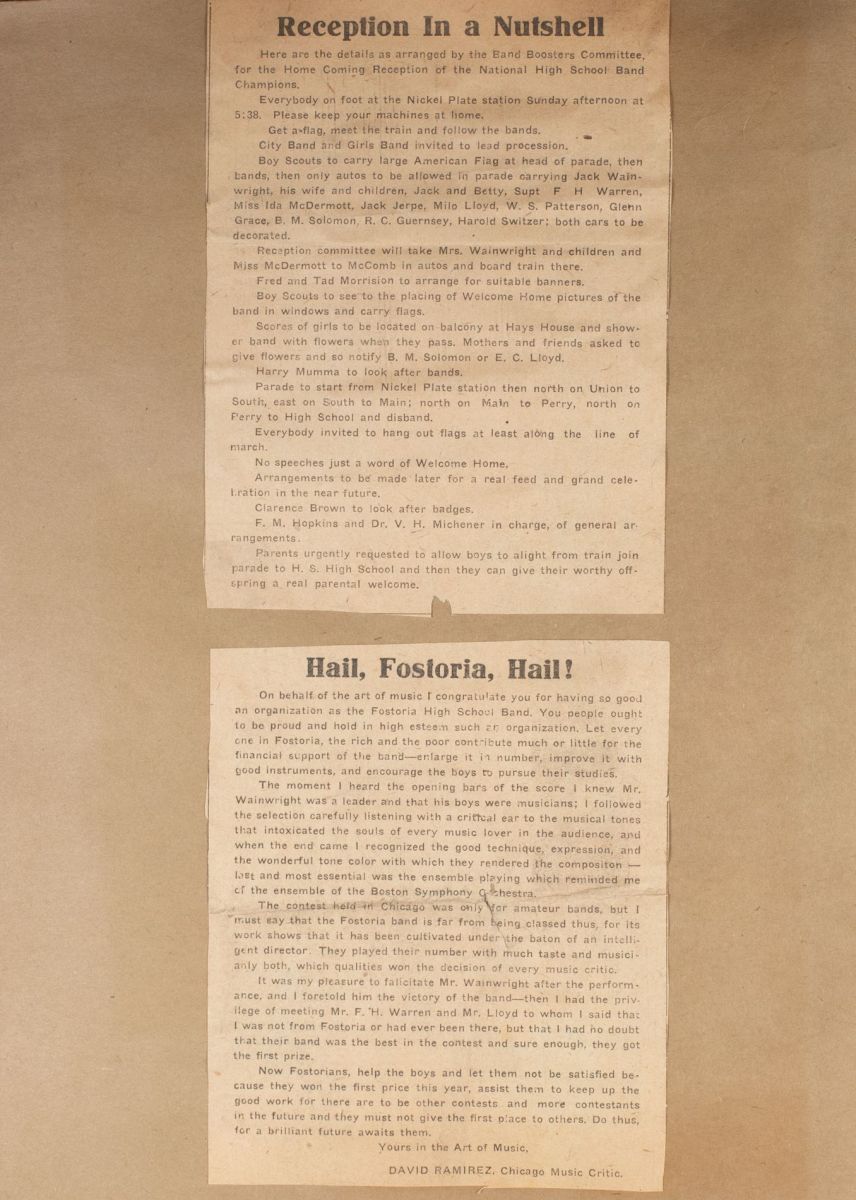 Reception In a Nutshell
Here are the details as arranged by the Band Boosters Committee,
for the Home Coming Reception of the National High School Band
Champions.
Everybody on foot at the Nickel Plate station Sunday afternoon at
5:38. Please keep your machines at home.
Get a flag, meet the train and follow the bands.
City Band and Girls Band invited to lead procession.
Boy Scouts to carry large American Flag at head of parade, then
bands, then only autos to be allowed in parade carrying Jack Wain-
wright, his wife and children, Jack and Betty, Supt F H Warren,
Miss Ida McDermott, Jack Jerpe, Milo Lloyd, W. S. Patterson, Glenn
Grace, B. M. Solomon, R. C. Guernsey, Harold Switzer; both cars to be
decorated.
Reception committee will take Mrs. Wainwright and children and
Miss McDermott to McComb in autos and board train there.
Fred and Tad Morrision to arrange for suitable banners.
Boy Scouts to see to the placing of Welcome Home pictures of the
band in windows and carry flags.
Scores of girls to be located on balcony at Hays House and show-
er band with flowers when they pass. Mothers and friends asked to
give flowers and so notify B. M. Solomon or E. C. Lloyd.
Harry Mumma to look after bands.
Parade to start from Nickel Plate station then north on Union to
South, east on South to Main; north on Main to Perry, north on
Perry to High School and disband.
Everybody invited to hang out flags at least along the line of
march.
No speeches just a word of Welcome Home.
Arrangements to be made later for a real feed and grand cele-
bration in the near future.
Clarence Brown to look after badges.
F. M. Hopkins and Dr. V. H. Michener in charge, of general ar-
rangements.
Parents urgently requested to allow boys to alight from train join
parade to H. S. High School and then they can give their worthy off-
spring a real parental welcome.
Hail, Fostoria, Hail!
On behalf of the art of music I congratulate you for having so good
an organization as the Fostoria High School Band. You people ought
to be proud and hold in high esteem such an organization. Let every
one in Fostoria, the rich and the poor contribute much or little for the
financial support of the band—enlarge it in number, improve it with
good instruments, and encourage the boys to pursue their studies.
The moment I heard the opening bars of the score I knew Mr.
Wainwright was a leader and that his boys were musicians; I followed
the selection carefully listening with a critical ear to the musical tones
that intoxicated the souls of every music lover in the audience, and
when the end came I recognized the good technique, expression, and
the wonderful tone color with which they rendered the compositon —
last and most essential was the ensemble playing which reminded me
of the ensemble of the Boston Symphony Orchestra.
The contest held in Chicago was only for amateur bands, but I
must say that the Fostoria band is far from being classed thus, for its
work shows that it has been cultivated under the baton of an intelli-
gent director. They played their number with much taste and musici-
anly both, which qualities won the decision of every music critic.
It was my pleasure to falicitate Mr. Wainwright after the perform-
ance, and I foretold him the victory of the band—then I had the priv-
ilege of meeting Mr. F. H. Warren and Mr. Lloyd to whom I said that
I was not from Fostoria or had ever been there, but that I had no doubt
that their band was the best in the contest and sure enough, they got
the first prize.
Now Fostorians, help the boys and let them not be satisfied be-
cause they won the first price this year, assist them to keep up the
good work for there are to be other contests and more contestants
in the future and they must not give the first place to others. Do thus,
for a brilliant future awaits them.
Yours in the Art of Music,
DAVID RAMIREZ, Chicago Music Critic.